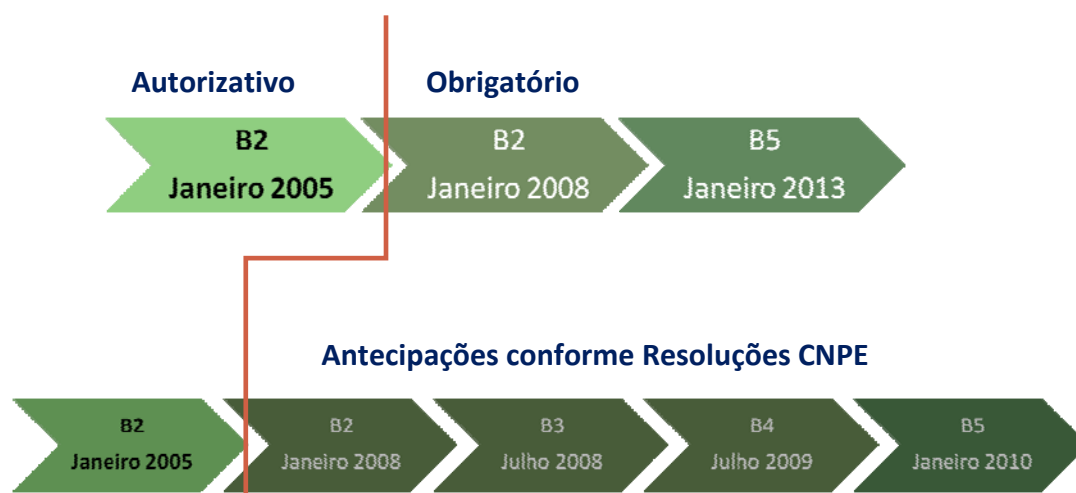 Autorizativo
Obrigatório
B2
Janeiro 2005
B2
Janeiro 2008
B5
Janeiro 2013
Antecipações conforme Resoluções CNPE
B2
Janeiro 2005
B2
Janeiro 2008
B3
Julho 2008
B4
Julho 2009
B5
Janeiro 2010